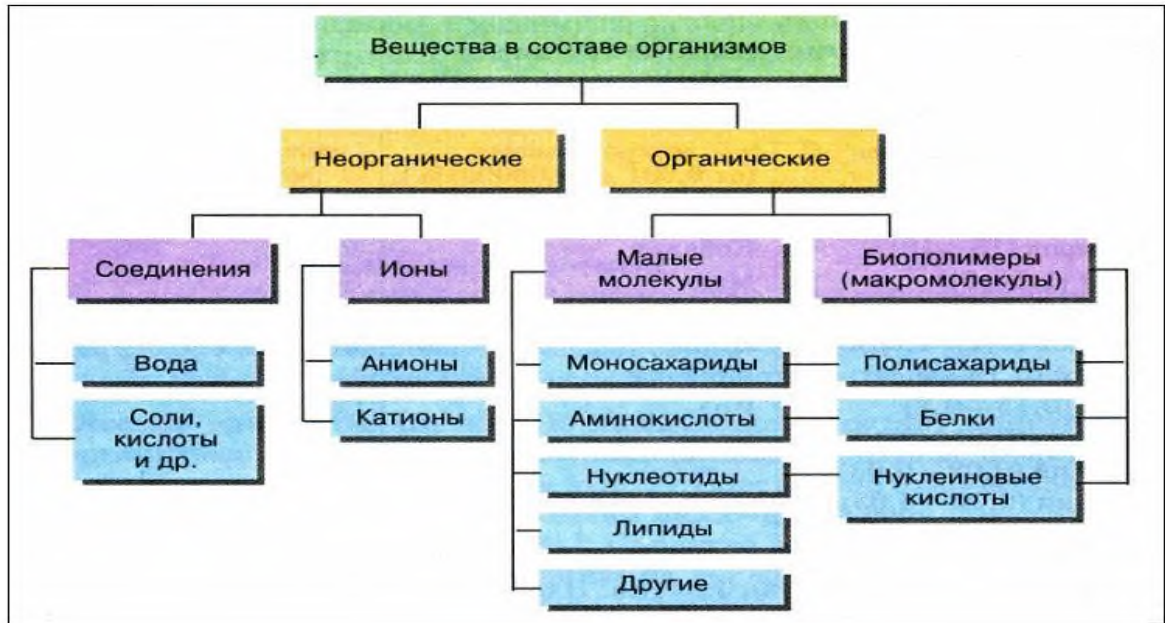 Вещества в составе организмов
Неорганические
Органические
Соединения
Ионы
Малые
молекулы
Биополимеры
(макромолекулы)
Вода
Анионы
Моносахариды
Полисахариды
Соли,
кислоты
и др.
Катионы
Аминокислоты
Белки
Нуклеотиды
Нуклеиновые
кислоты
Липиды
Другие